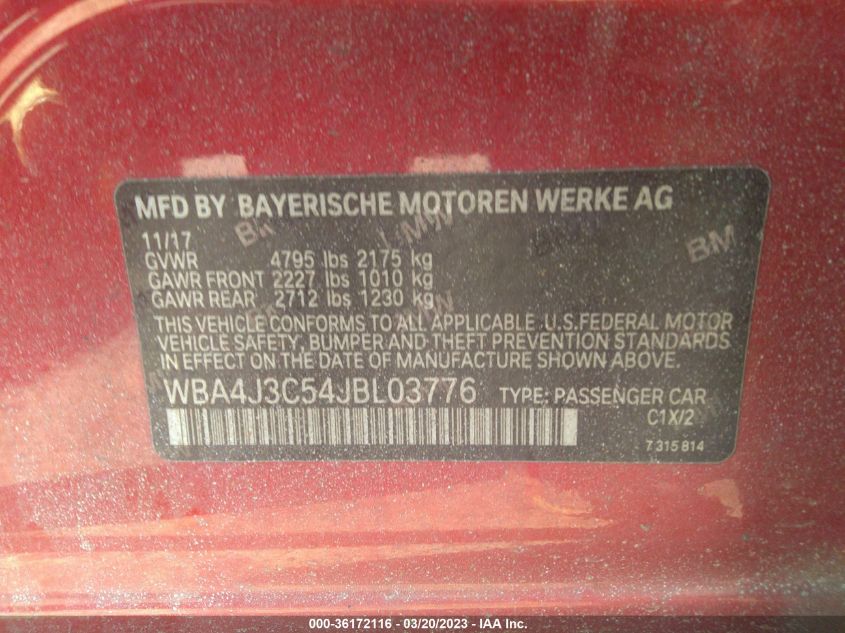 MFD BY BAYERISCHE MOTOREN WERKE AG
11/17
GVWR 4795 lbs 2175 kg
GAWR FRONT 2227 lbs 1010 kg
GAWR REAR 2712 lbs 1230 kg
THIS VEHICLE CONFORMS TO ALL APPLICABLE U.S.FEDERAL MOTOR
VEHICLE SAFETY, BUMPER AND THEFT PREVENTION STANDARDS
IN EFFECT ON THE DATE OF MANUFACTURE SHOWN ABOVE.
WBA4J3C54JBL03776 TYPE: PASSENGER CAR
C1X/2
7 315 814
000-36172116 - 03/20/2023 - IAA Inc.